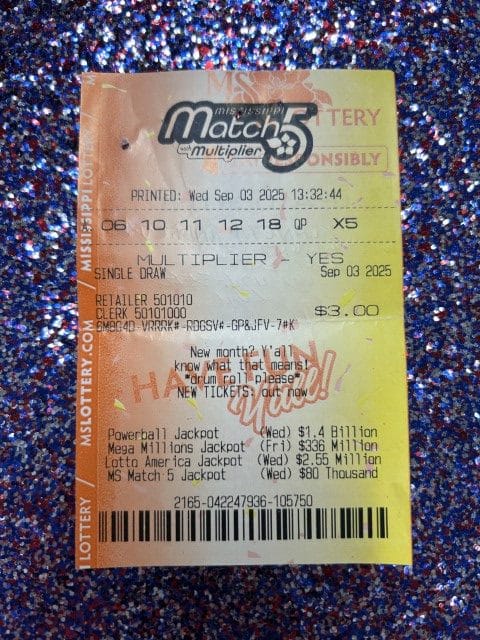 MS LOTTERY
MISSISSIPPI
Match 5
with Multiplier
RESPONSIBLY
PRINTED: Wed Sep 03 2025 13:32:44
06 10 11 12 18 QP X5
MULTIPLIER - YES
SINGLE DRAW Sep 03 2025
RETAILER 501010
CLERK 50101000 $3.00
New month? Y'all
know what that means!
*drum roll please*
NEW TICKETS: out now
HAVE FUN Y'all!
Powerball Jackpot (Wed) $1.4 Billion
Mega Millions Jackpot (Fri) $336 Million
Lotto America Jackpot (Wed) $2.55 Million
MS Match 5 Jackpot (Wed) $80 Thousand
2165-042247936-105750
LOTTERY / MSLOTTERY.COM / MISSISSIPPI LOTTERY /